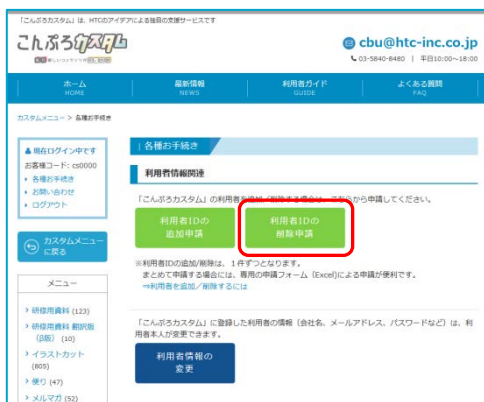 「こんぷろカスタム」は、HTCのアイデアによる独自の支援サービスです
こんぷろカスタム
cbu@htc-inc.co.jp
03-5840-8480 | 平日10:00～18:00
ホーム
HOME
最新情報
NEWS
利用者ガイド
GUIDE
よくある質問
FAQ
カスタムメニュー > 各種お手続き
現在ログイン中です
お客様コード: cs0000
各種お手続き
お問い合わせ
ログアウト
カスタムメニュー
に戻る
メニュー
研修用資料 (123)
研修用資料 翻訳版
(β版) (10)
イラストカット
(805)
便り (47)
メルマガ (52)
各種お手続き
利用者情報関連
「こんぷろカスタム」の利用者を追加／削除する場合は、こちらから申請してください。
利用者IDの
追加申請
利用者IDの
削除申請
※利用者IDの追加/削除は、1件ずつとなります。
まとめて申請する場合には、専用の申請フォーム（Excel)による申請が便利です。
⇒利用者を追加／削除するには
「こんぷろカスタム」に登録した利用者の情報（会社名、メールアドレス、パスワードなど）は、利
用者本人が変更できます。
利用者情報の
変更